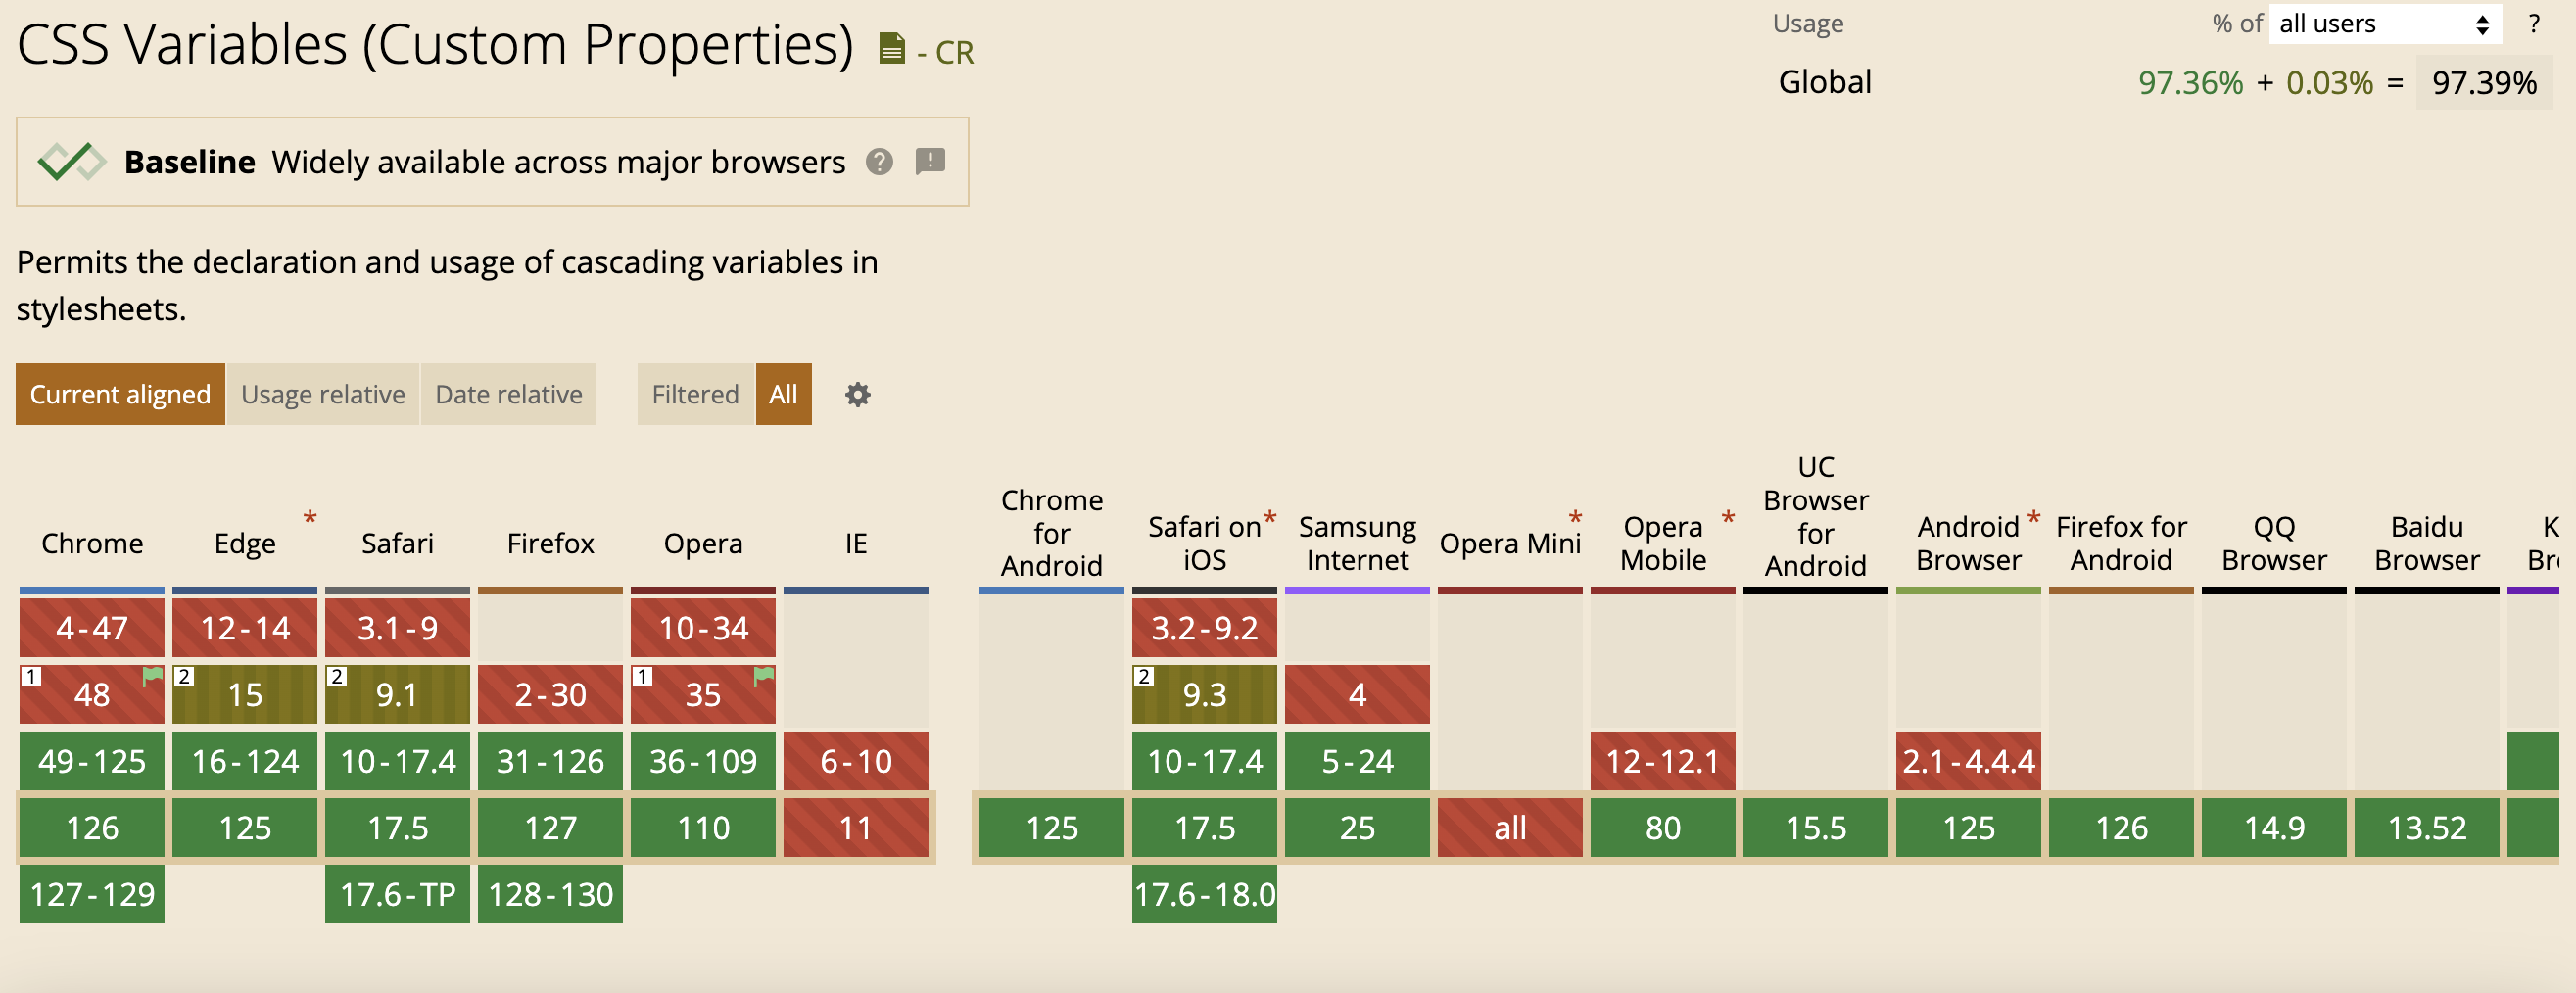 CSS Variables (Custom Properties) - CR
Usage % of all users ?
Global 97.36% + 0.03% = 97.39%
Baseline Widely available across major browsers ? !
Permits the declaration and usage of cascading variables in
stylesheets.
Current aligned Usage relative Date relative Filtered All
Chrome
Edge *
Safari
Firefox
Opera
IE
Chrome
for
Android
Safari on *
iOS
Samsung
Internet
Opera Mini *
Opera *
Mobile
UC
Browser
for
Android
Android *
Browser
Firefox for
Android
QQ
Browser
Baidu
Browser
4-47 12-14 3.1-9 10-34 3.2-9.2
1 48 2 15 2 9.1 2-30 1 35 2 9.3 4
49-125 16-124 10-17.4 31-126 36-109 6-10 10-17.4 5-24 12-12.1 2.1-4.4.4
126 125 17.5 127 110 11 125 17.5 25 all 80 15.5 125 126 14.9 13.52
127-129 17.6-TP 128-130 17.6-18.0